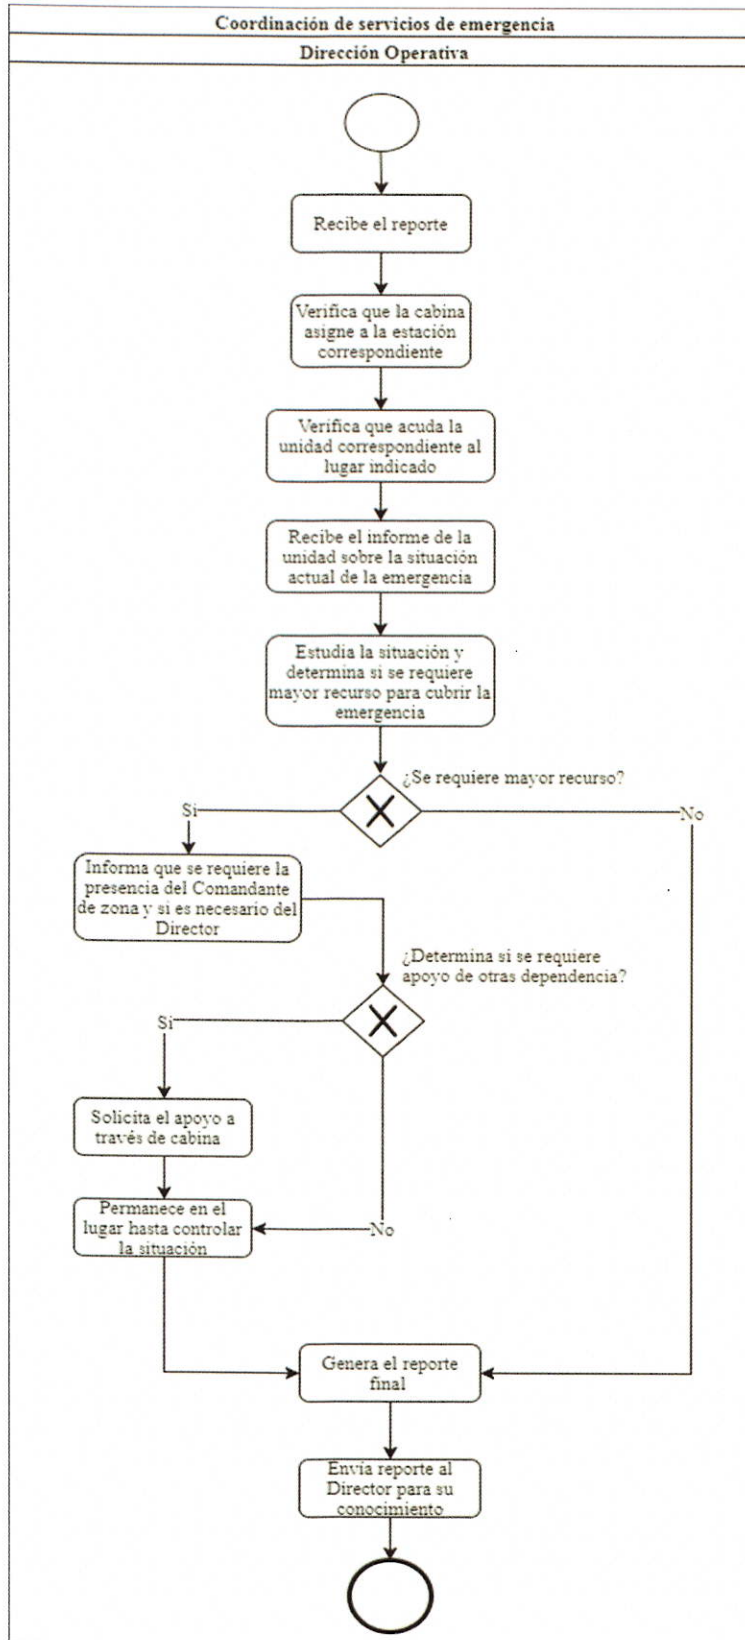 Coordinación de servicios de emergencia
Dirección Operativa
Recibe el reporte
Verifica que la cabina
asigne a la estación
correspondiente
Verifica que acuda la
unidad correspondiente al
lugar indicado
Recibe el informe de la
unidad sobre la situación
actual de la emergencia
Estudia la situación y
determina si se requiere
mayor recurso para cubrir la
emergencia
¿Se requiere mayor recurso?
Si
No
Informa que se requiere la
presencia del Comandante
de zona y si es necesario del
Director
¿Determina si se requiere
apoyo de otras dependencia?
Si
Solicita el apoyo a
través de cabina
Permanece en el
lugar hasta controlar
la situación
No
Genera el reporte
final
Envía reporte al
Director para su
conocimiento